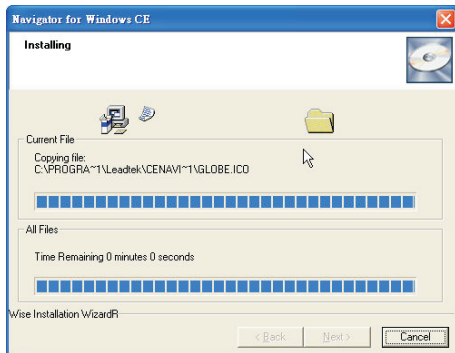 Navigator for Windows CE
Installing
Current File
Copying file:
C:\PROGRA~1\Leadtek\CENAVI~1\GLOBE.ICO
All Files
Time Remaining 0 minutes 0 seconds
Wise Installation WizardR
< Back
Next >
Cancel